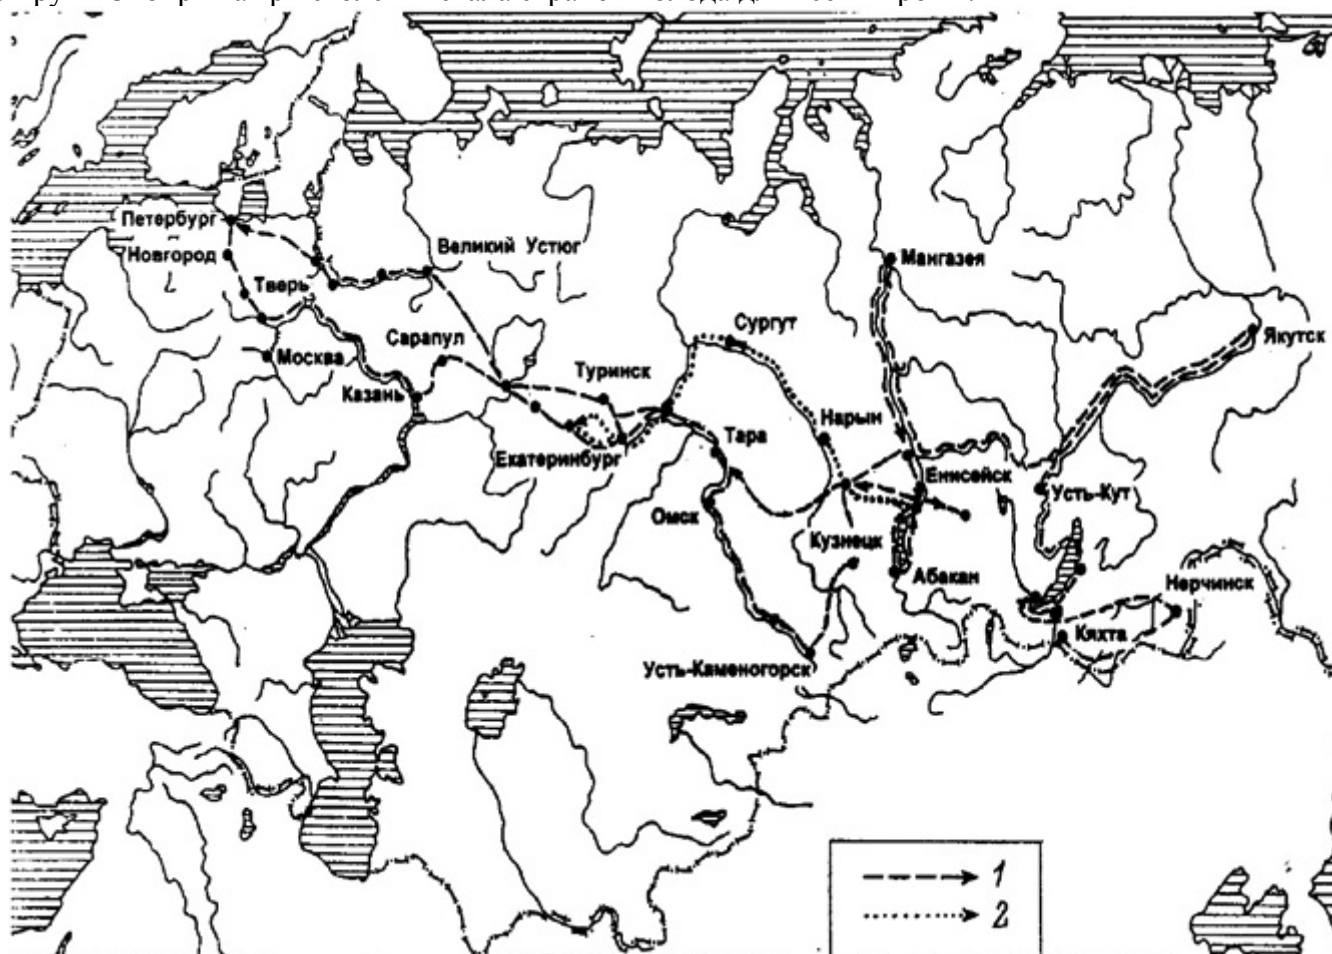 Петербург
Новгород
Великий Устюг
Тверь
Мангазея
Москва
Сарапул
Сургут
Якутск
Казань
Туринск
Нарын
Тара
Екатеринбург
Енисейск
Усть-Кут
Омск
Кузнецк
Абакан
Нерчинск
Кяхта
Усть-Каменогорск
1
2